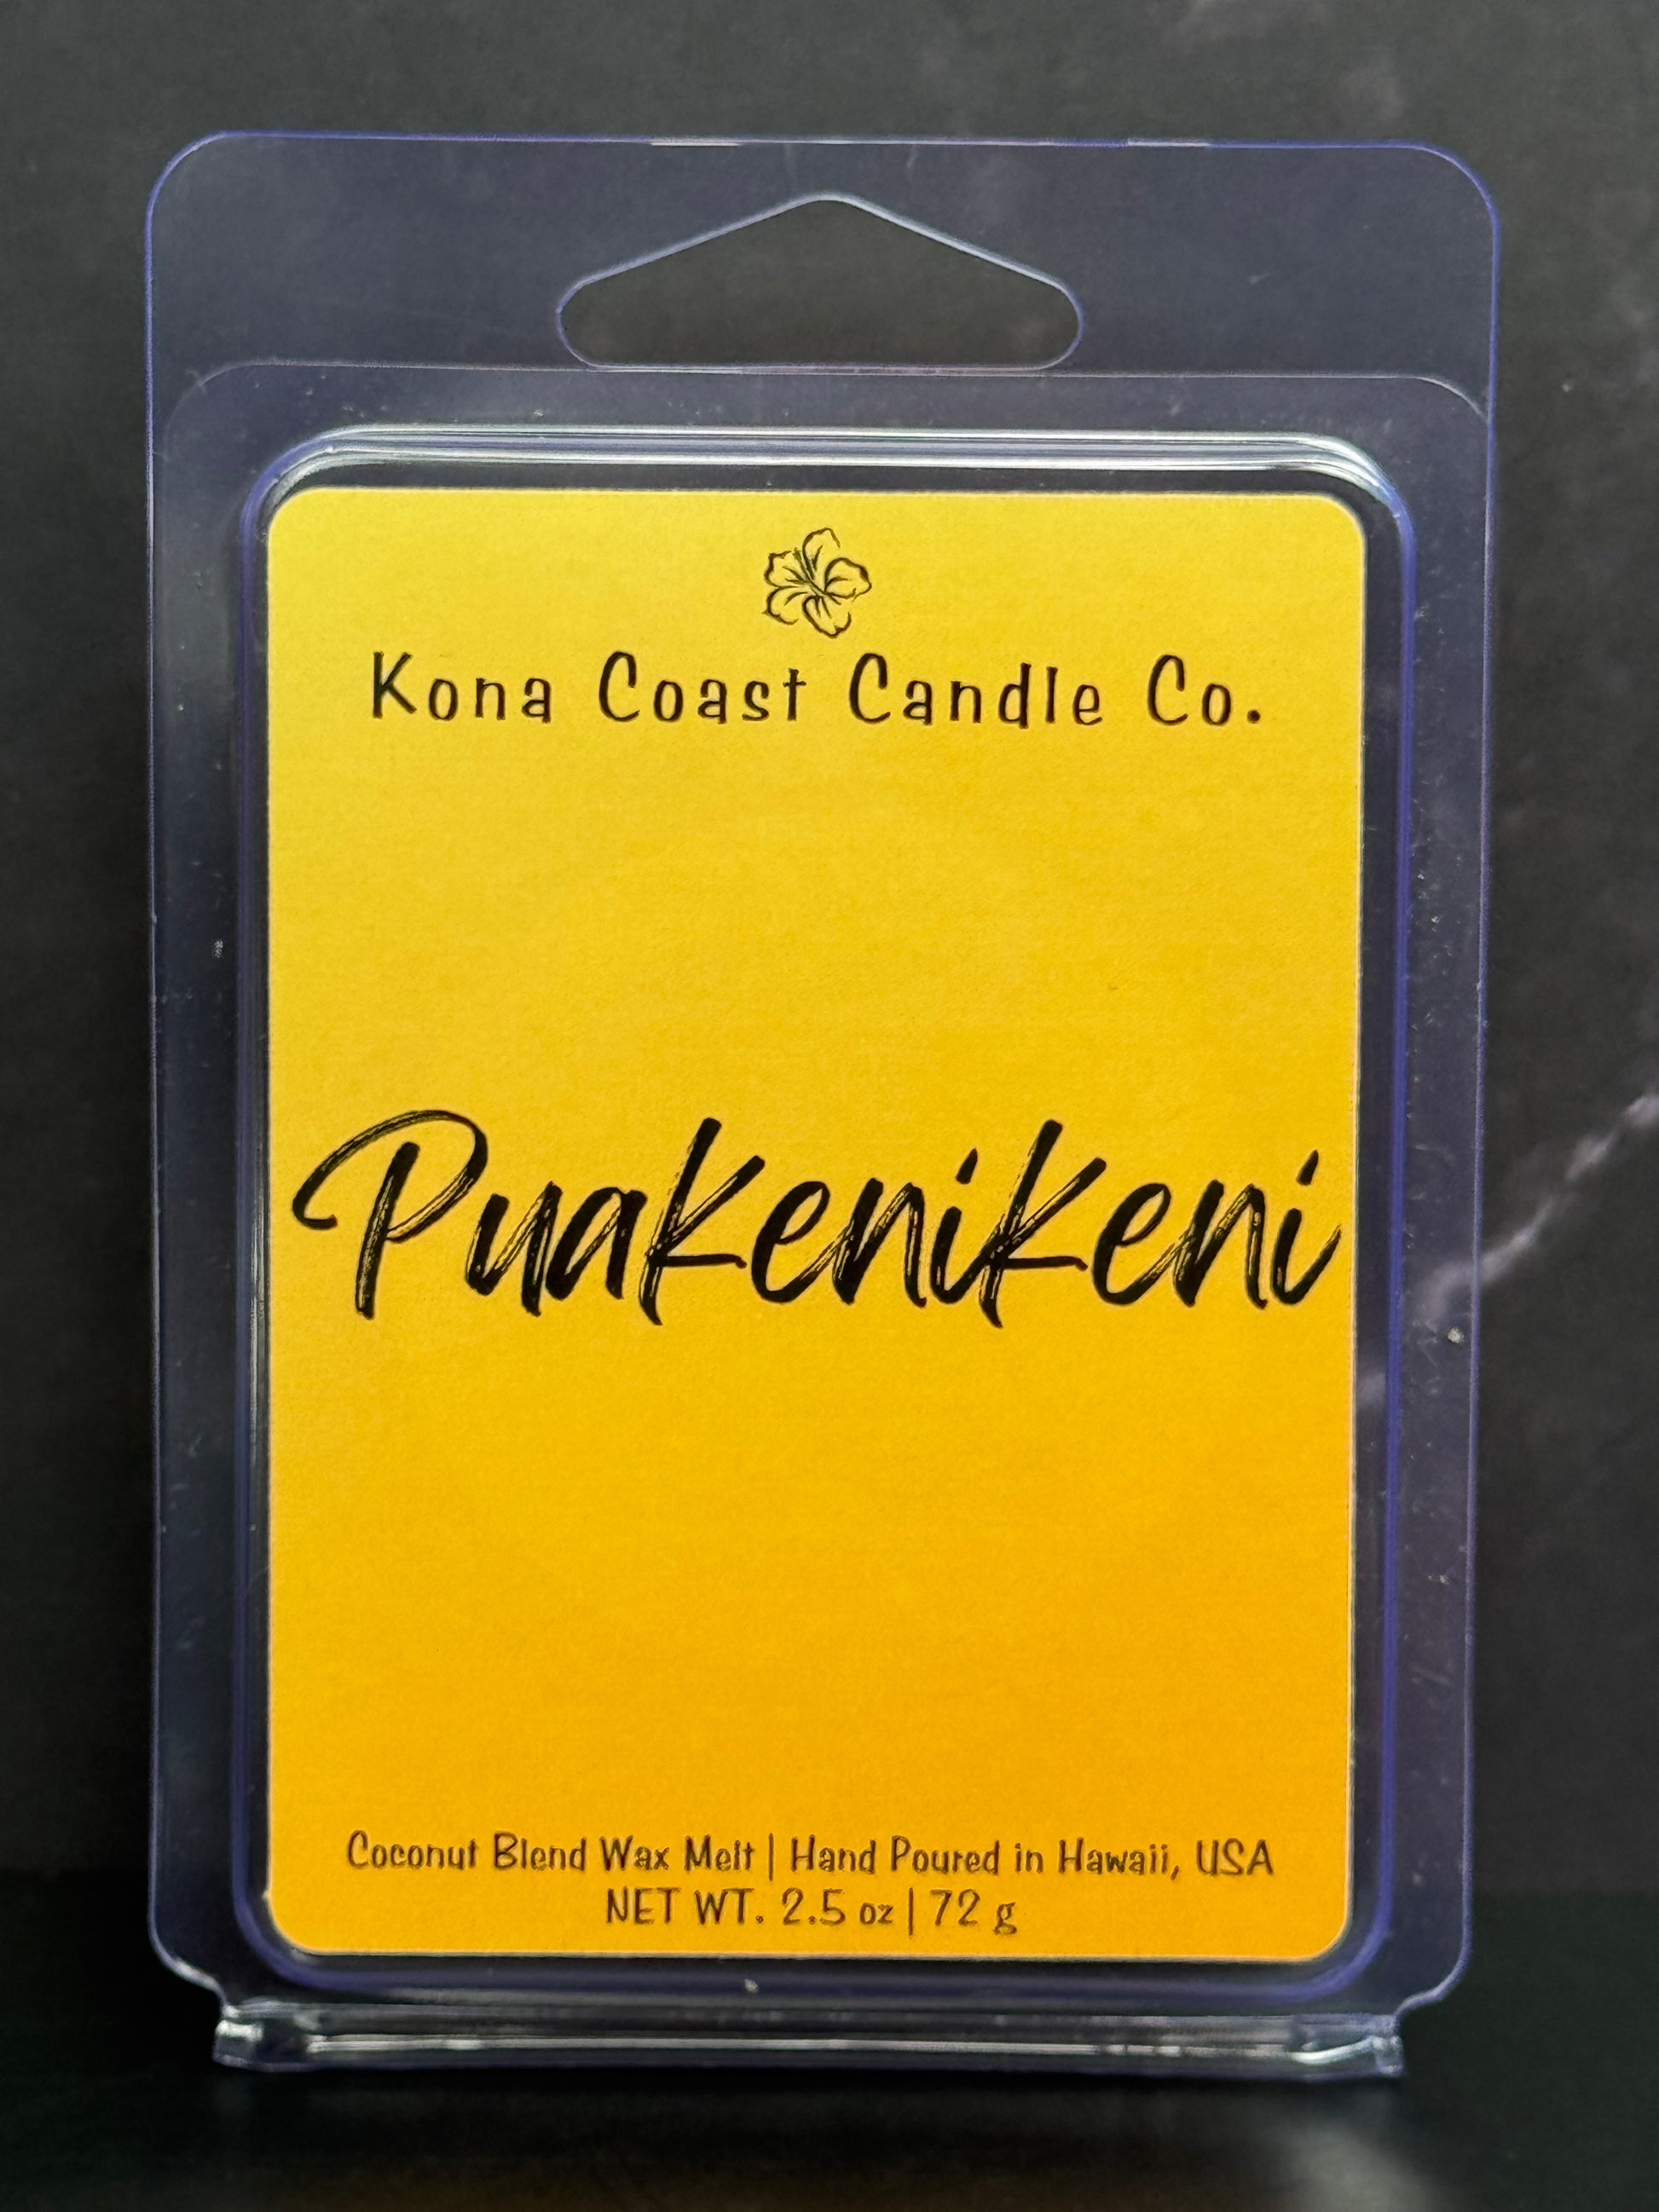 Kona Coast Candle Co.
Puakenikeni
Coconut Blend Wax Melt | Hand Poured in Hawaii, USA
NET WT. 2.5 oz | 72 g